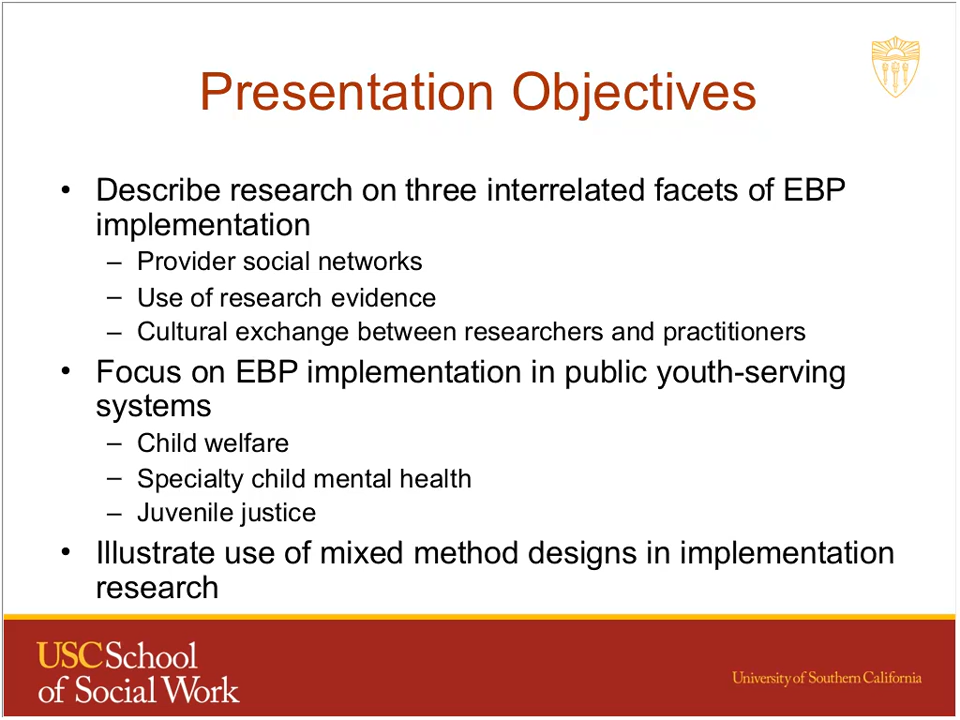 Presentation Objectives
• Describe research on three interrelated facets of EBP
implementation
– Provider social networks
– Use of research evidence
– Cultural exchange between researchers and practitioners
• Focus on EBP implementation in public youth-serving
systems
– Child welfare
– Specialty child mental health
– Juvenile justice
• Illustrate use of mixed method designs in implementation
research
USC School
of Social Work
University of Southern California